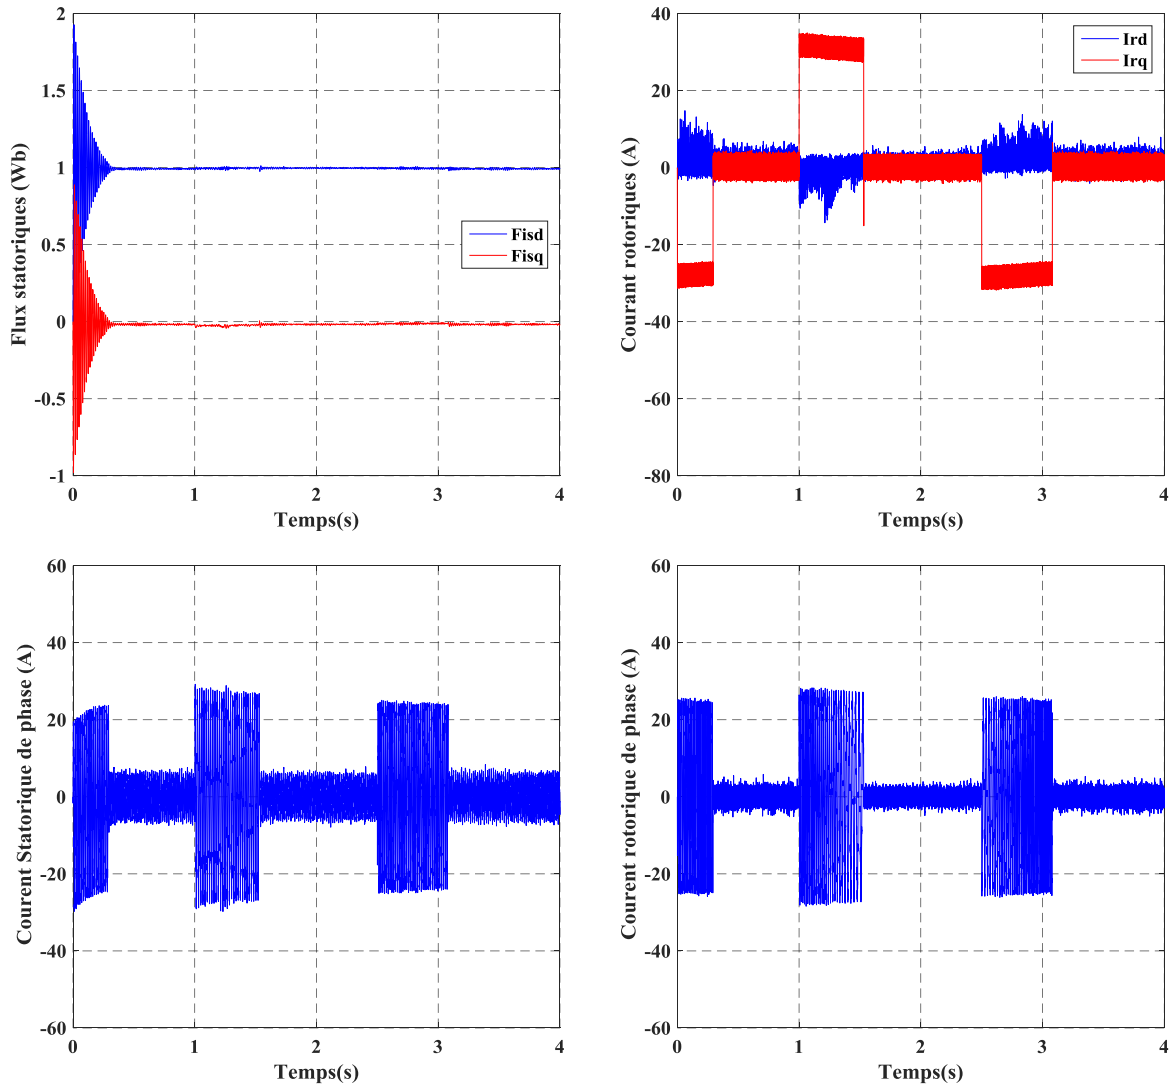 Flux statoriques (Wb)
2
1.5
1
0.5
0
-0.5
-1
Fisd
Fisq
0 1 2 3 4
Temps(s)
Courant rotoriques (A)
40
20
0
-20
-40
-60
-80
Ird
Irq
0 1 2 3 4
Temps(s)
Courent Statorique de phase (A)
60
40
20
0
-20
-40
-60
0 1 2 3 4
Temps(s)
Courent rotorique de phase (A)
60
40
20
0
-20
-40
-60
0 1 2 3 4
Temps(s)